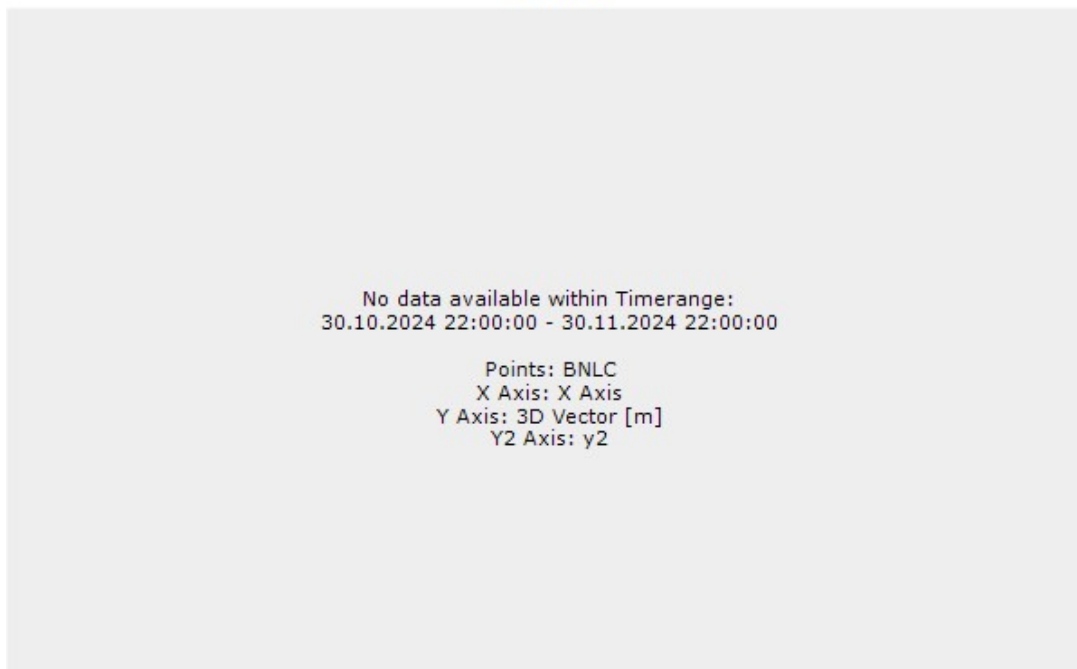 No data available within Timerange:
30.10.2024 22:00:00 - 30.11.2024 22:00:00
Points: BNLC
X Axis: X Axis
Y Axis: 3D Vector [m]
Y2 Axis: y2